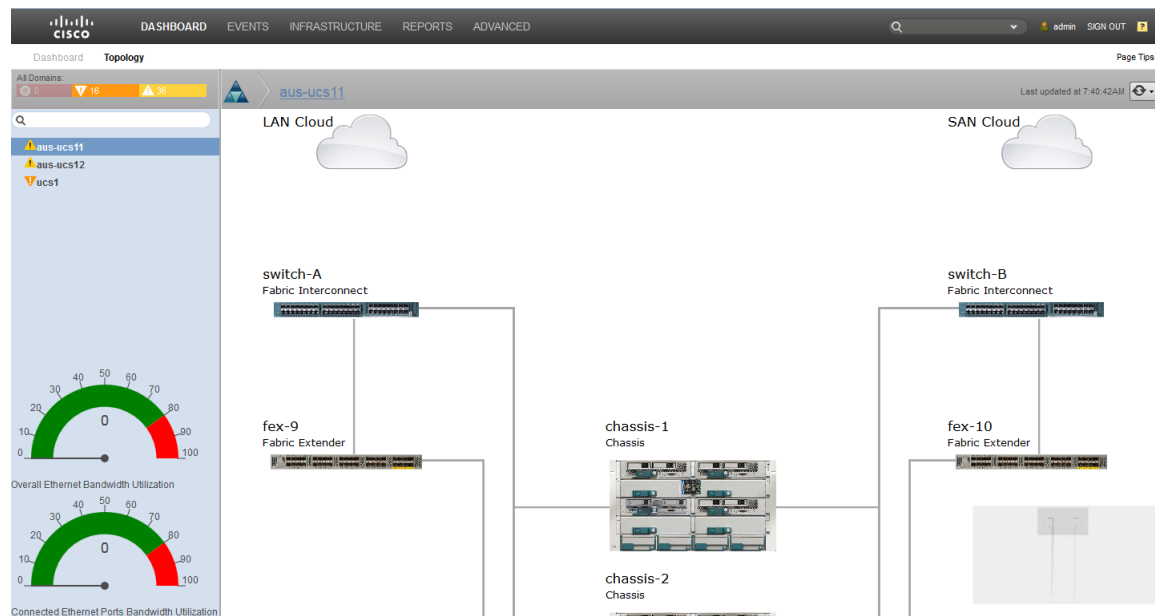 CISCO
DASHBOARD EVENTS INFRASTRUCTURE REPORTS ADVANCED
admin SIGN OUT ?
Dashboard Topology
Page Tips
All Domains:
0 16 36
aus-ucs11
Last updated at 7:40:42AM
aus-ucs11
aus-ucs12
ucs1
LAN Cloud
SAN Cloud
switch-A
Fabric Interconnect
switch-B
Fabric Interconnect
fex-9
Fabric Extender
chassis-1
Chassis
fex-10
Fabric Extender
chassis-2
Chassis
0 10 20 30 40 50 60 70 80 90 100
0
Overall Ethernet Bandwidth Utilization
0 10 20 30 40 50 60 70 80 90 100
0
Connected Ethernet Ports Bandwidth Utilization